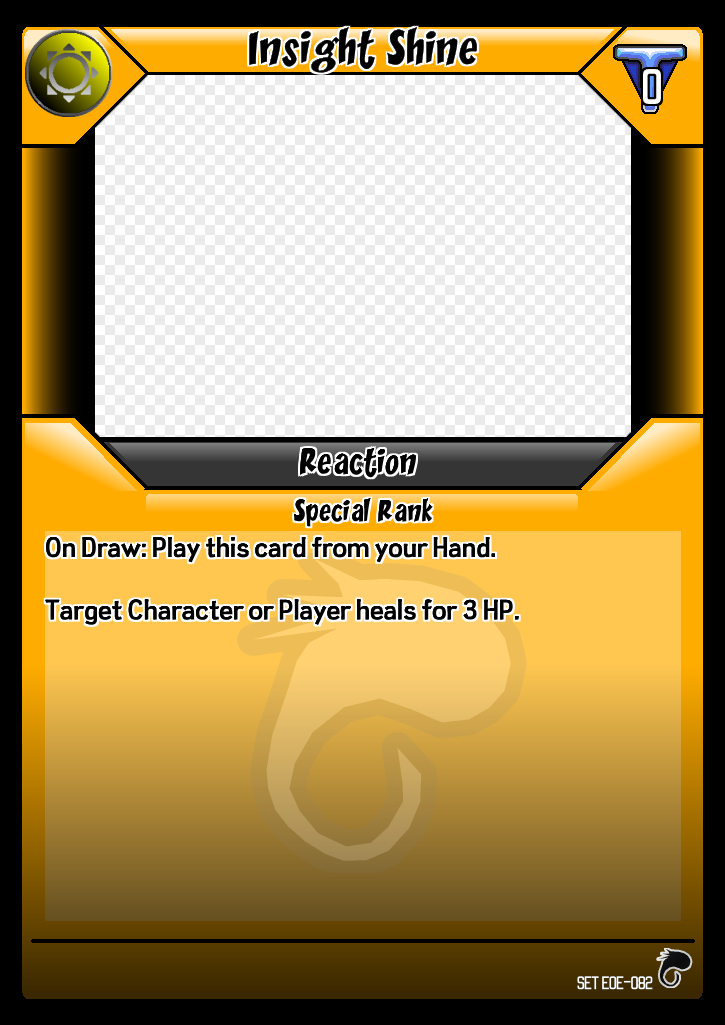 Insight Shine
0
Reaction
Special Rank
On Draw: Play this card from your Hand.
Target Character or Player heals for 3 HP.
SET EOE-082